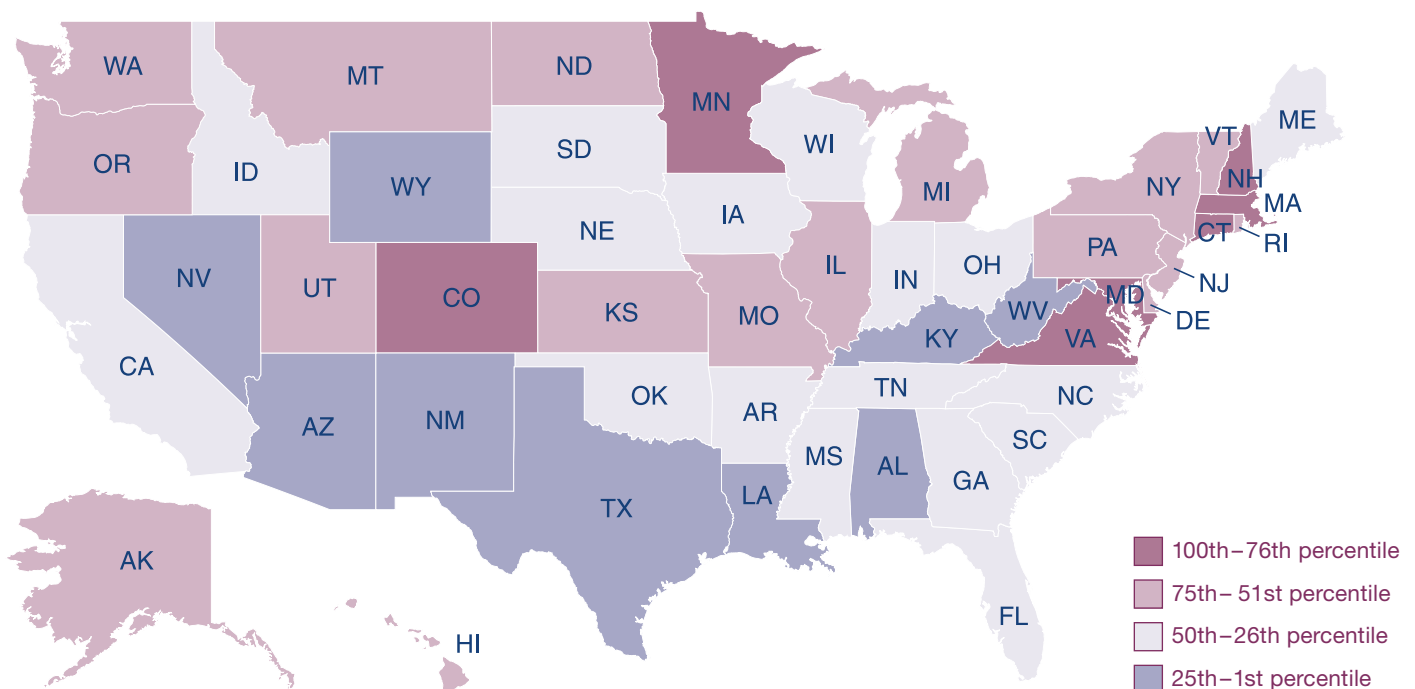 WA
MT
ND
MN
OR
ID
WY
SD
WI
MI
VT
ME
NH
NY
MA
CT
RI
NE
IA
PA
NJ
NV
UT
CO
KS
MO
IL
IN
OH
WV
MD
DE
KY
VA
CA
AZ
NM
OK
AR
TN
NC
SC
TX
LA
MS
AL
GA
FL
AK
HI
100th–76th percentile
75th–51st percentile
50th–26th percentile
25th–1st percentile